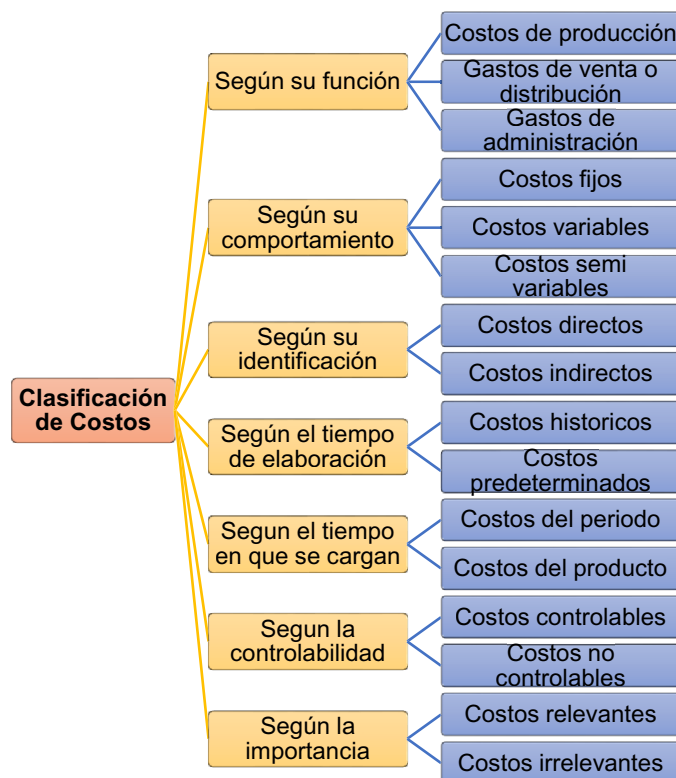 Clasificación
de Costos
Según su función
Costos de producción
Gastos de venta o
distribución
Gastos de
administración
Según su
comportamiento
Costos fijos
Costos variables
Costos semi
variables
Según su
identificación
Costos directos
Costos indirectos
Según el tiempo
de elaboración
Costos historicos
Costos
predeterminados
Segun el tiempo
en que se cargan
Costos del periodo
Costos del producto
Segun la
controlabilidad
Costos controlables
Costos no
controlables
Según la
importancia
Costos relevantes
Costos irrelevantes